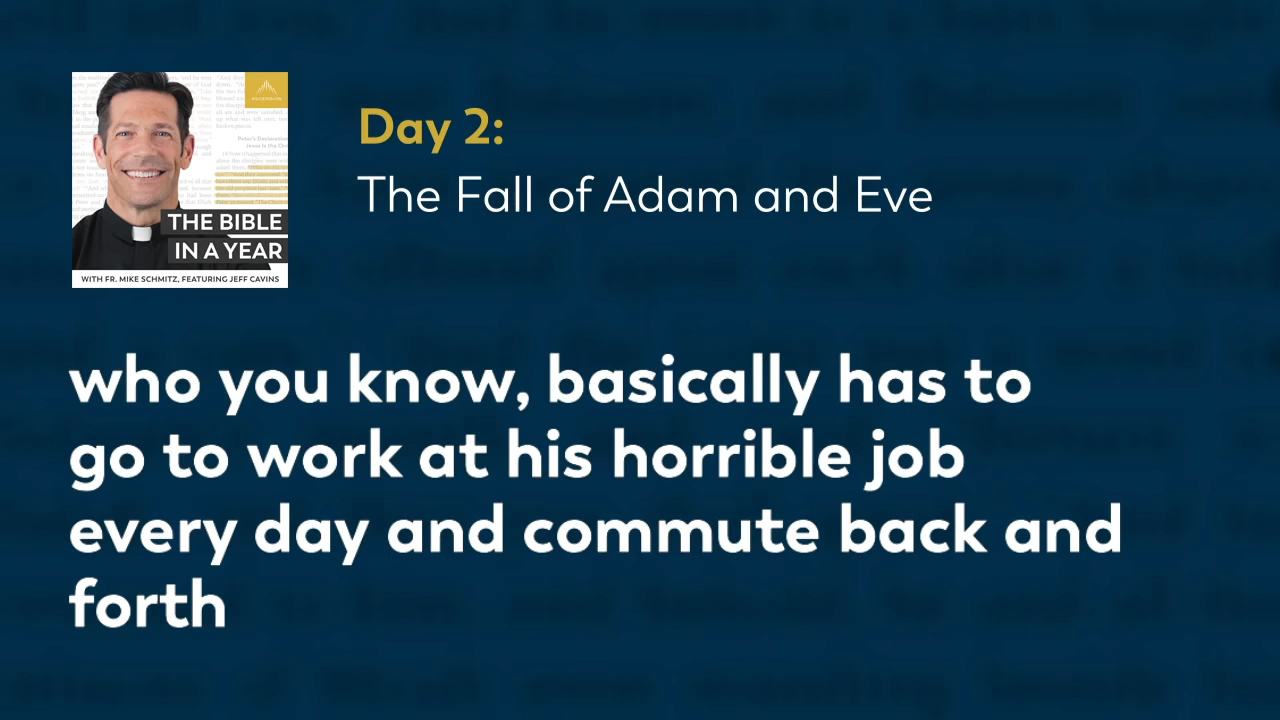 Day 2:
The Fall of Adam and Eve
ASCENSION
THE BIBLE
IN A YEAR
WITH FR. MIKE SCHMITZ, FEATURING JEFF CAVINS
who you know, basically has to
go to work at his horrible job
every day and commute back and
forth